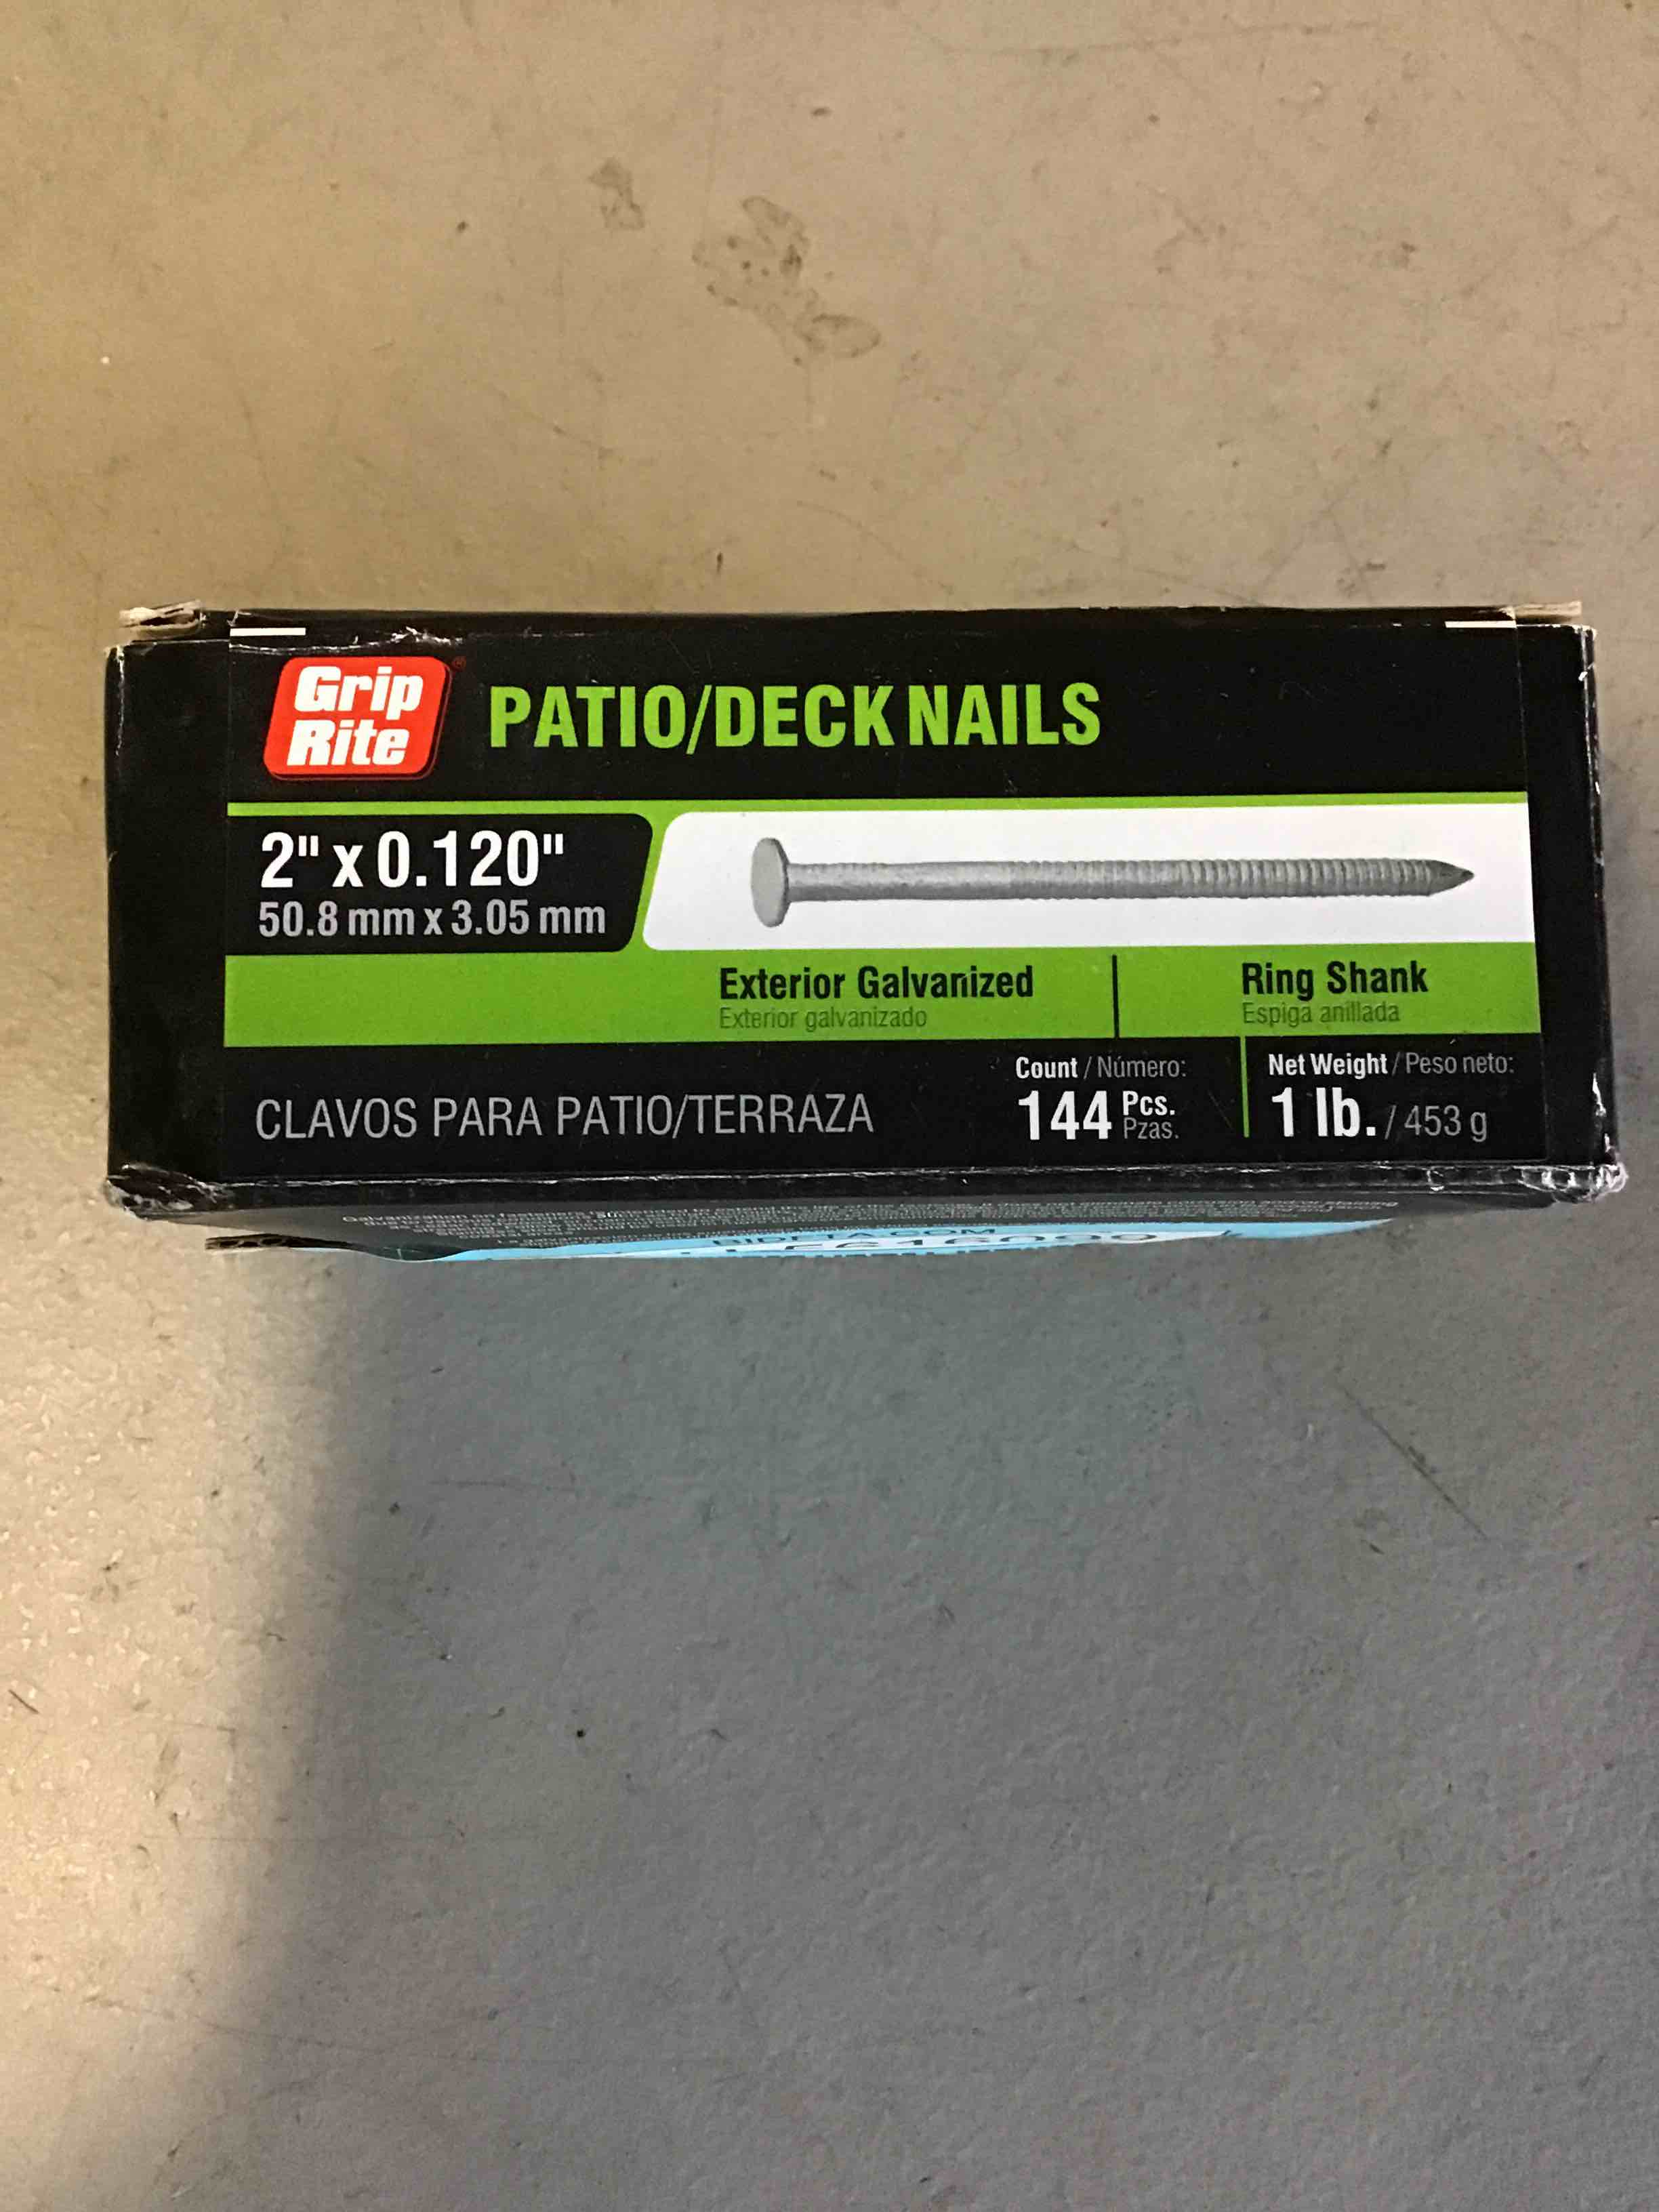 Grip
Rite®
PATIO/DECK NAILS
2" x 0.120"
50.8 mm x 3.05 mm
Exterior Galvanized
Exterior galvanizado
Ring Shank
Espiga anillada
CLAVOS PARA PATIO/TERRAZA
Count / Número:
144 Pcs.
Pzas.
Net Weight / Peso neto:
1 lb. / 453 g